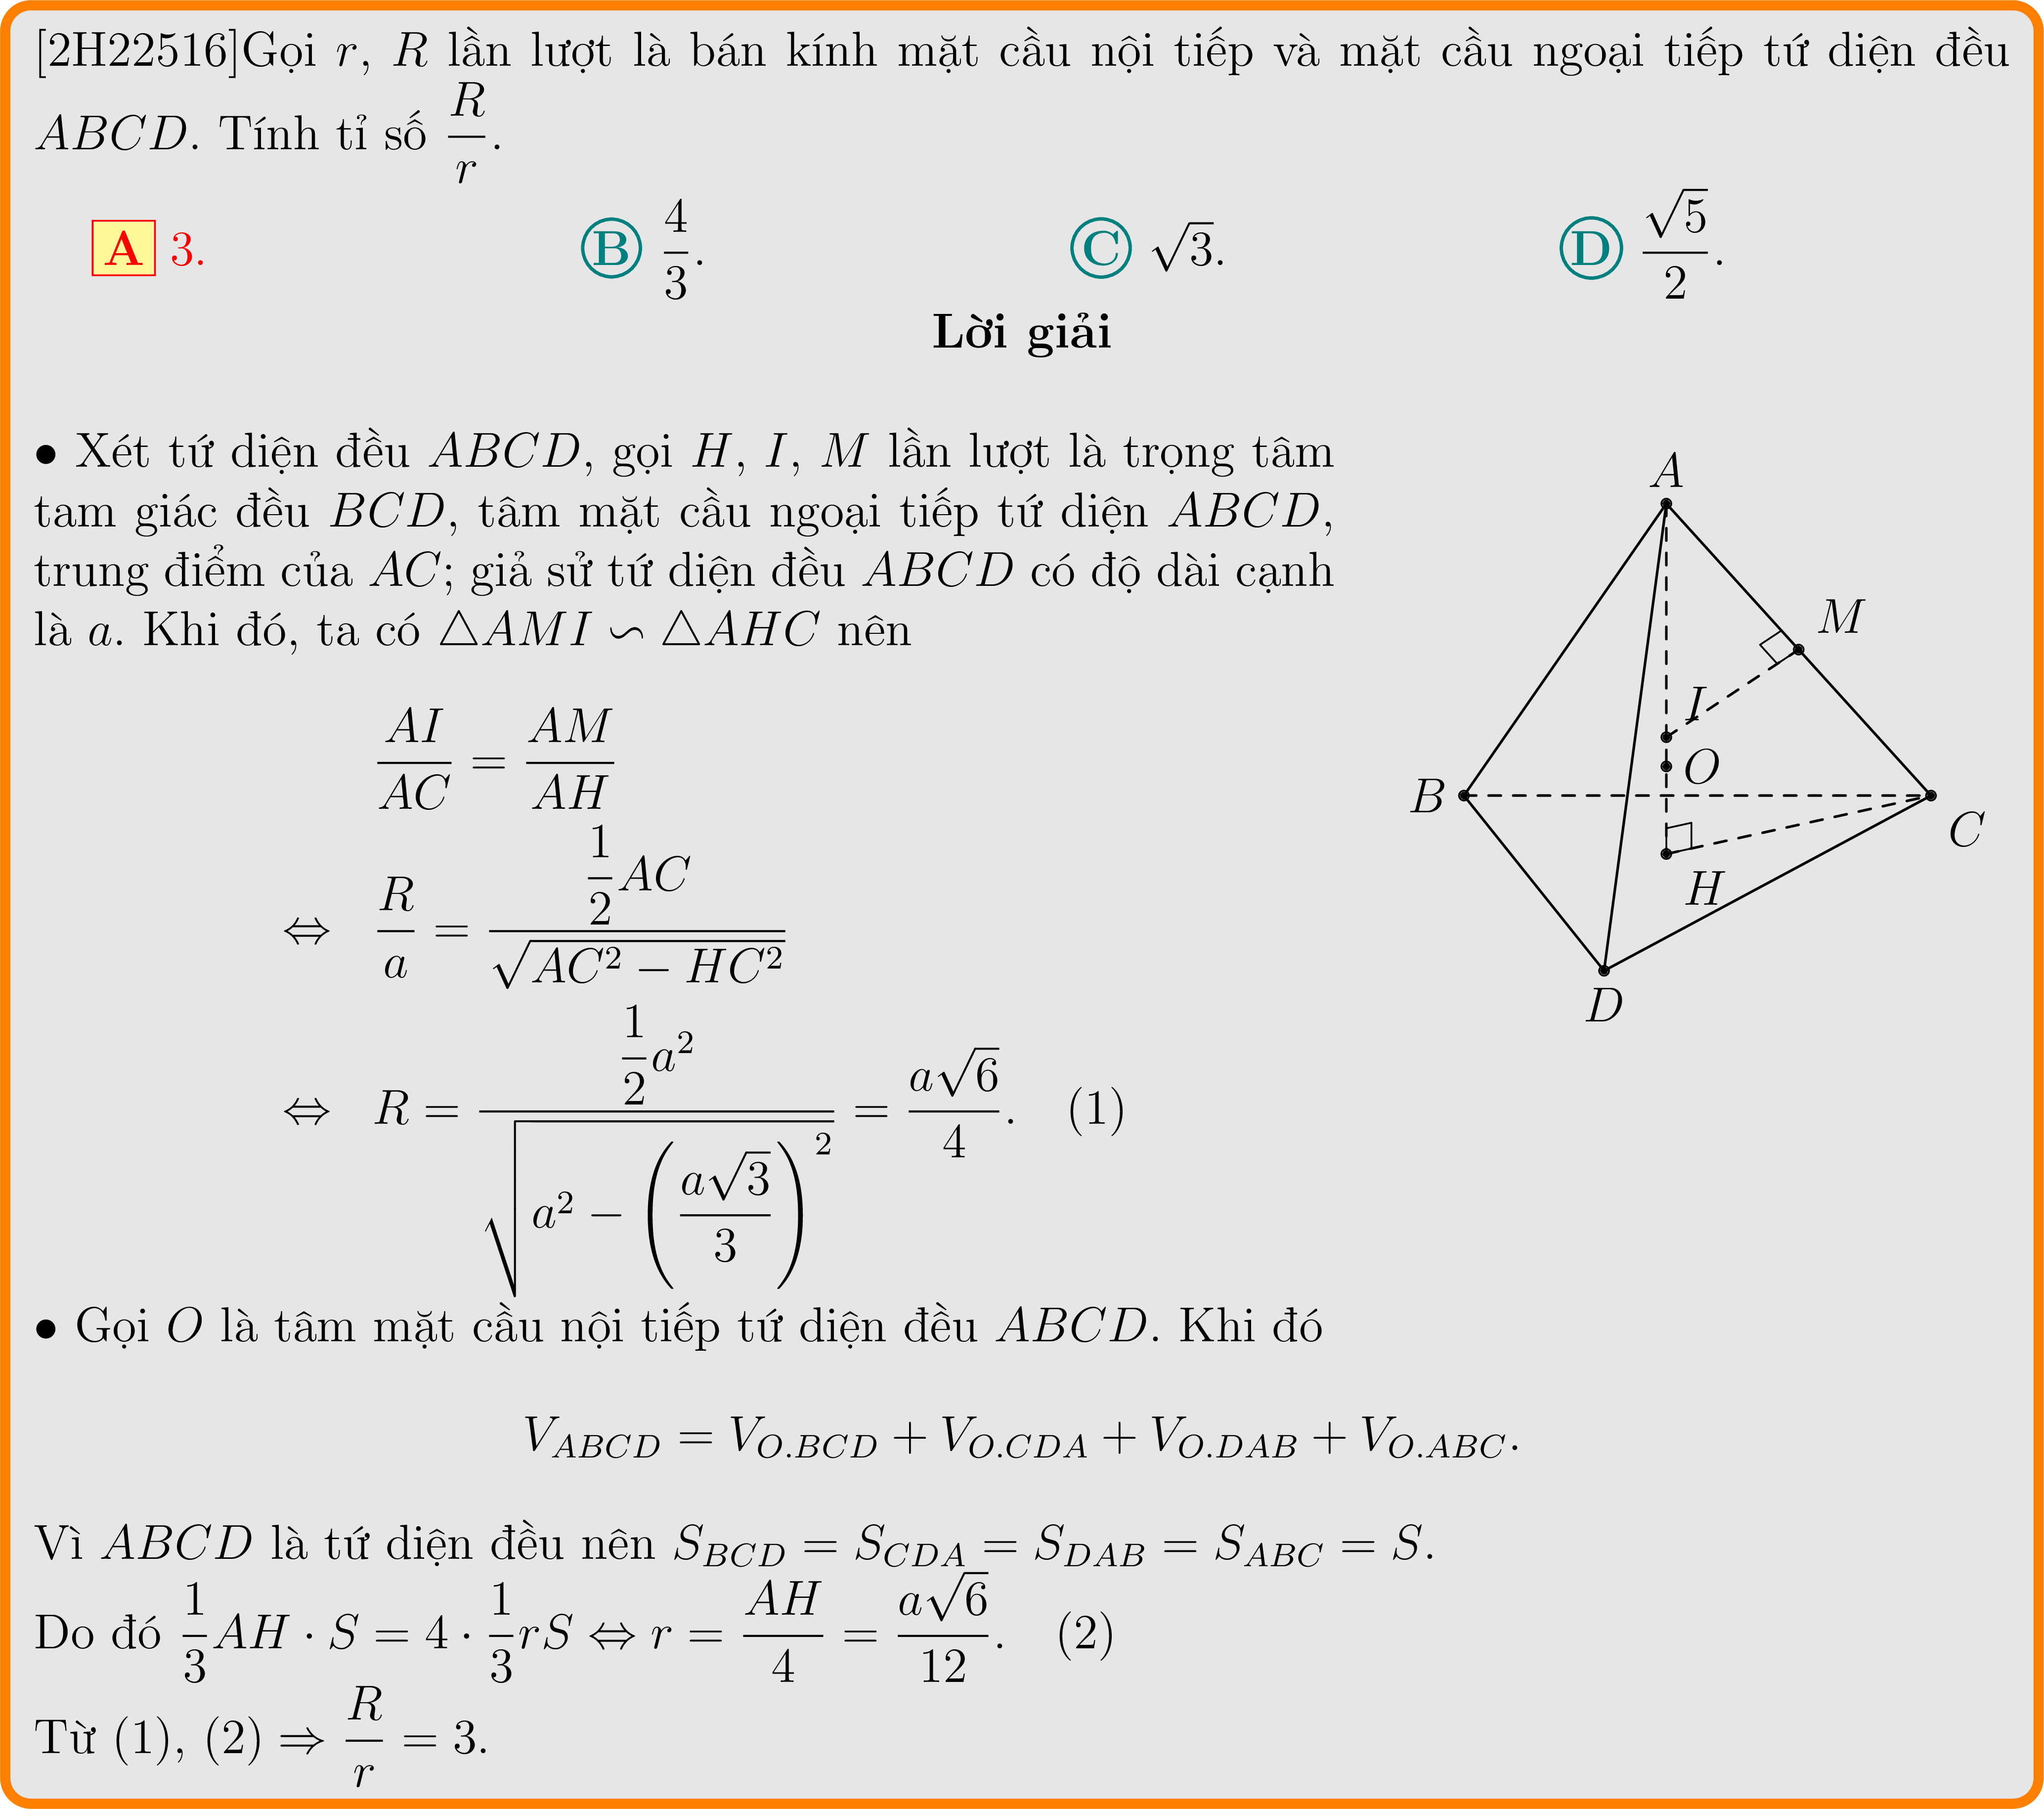 [2H22516]Gọi r, R lần lượt là bán kính mặt cầu nội tiếp và mặt cầu ngoại tiếp tứ diện đều
ABCD. Tính tỉ số \frac{R}{r}.
A 3. B \frac{4}{3}. C \sqrt{3}. D \frac{\sqrt{5}}{2}.
Lời giải
• Xét tứ diện đều ABCD, gọi H, I, M lần lượt là trọng tâm
tam giác đều BCD, tâm mặt cầu ngoại tiếp tứ diện ABCD,
trung điểm của AC; giả sử tứ diện đều ABCD có độ dài cạnh
là a. Khi đó, ta có △AMI ∽ △AHC nên
\frac{AI}{AC} = \frac{AM}{AH}
⇔ \frac{R}{a} = \frac{\frac{1}{2}AC}{\sqrt{AC^2 - HC^2}}
⇔ R = \frac{\frac{1}{2}a^2}{\sqrt{a^2 - \left(\frac{a\sqrt{3}}{3}\right)^2}} = \frac{a\sqrt{6}}{4}. (1)
A
M
I
O
B
C
H
D
• Gọi O là tâm mặt cầu nội tiếp tứ diện đều ABCD. Khi đó
V_{ABCD} = V_{O.BCD} + V_{O.CDA} + V_{O.DAB} + V_{O.ABC}.
Vì ABCD là tứ diện đều nên S_{BCD} = S_{CDA} = S_{DAB} = S_{ABC} = S.
Do đó \frac{1}{3}AH · S = 4 · \frac{1}{3}rS ⇔ r = \frac{AH}{4} = \frac{a\sqrt{6}}{12}. (2)
Từ (1), (2) ⇒ \frac{R}{r} = 3.